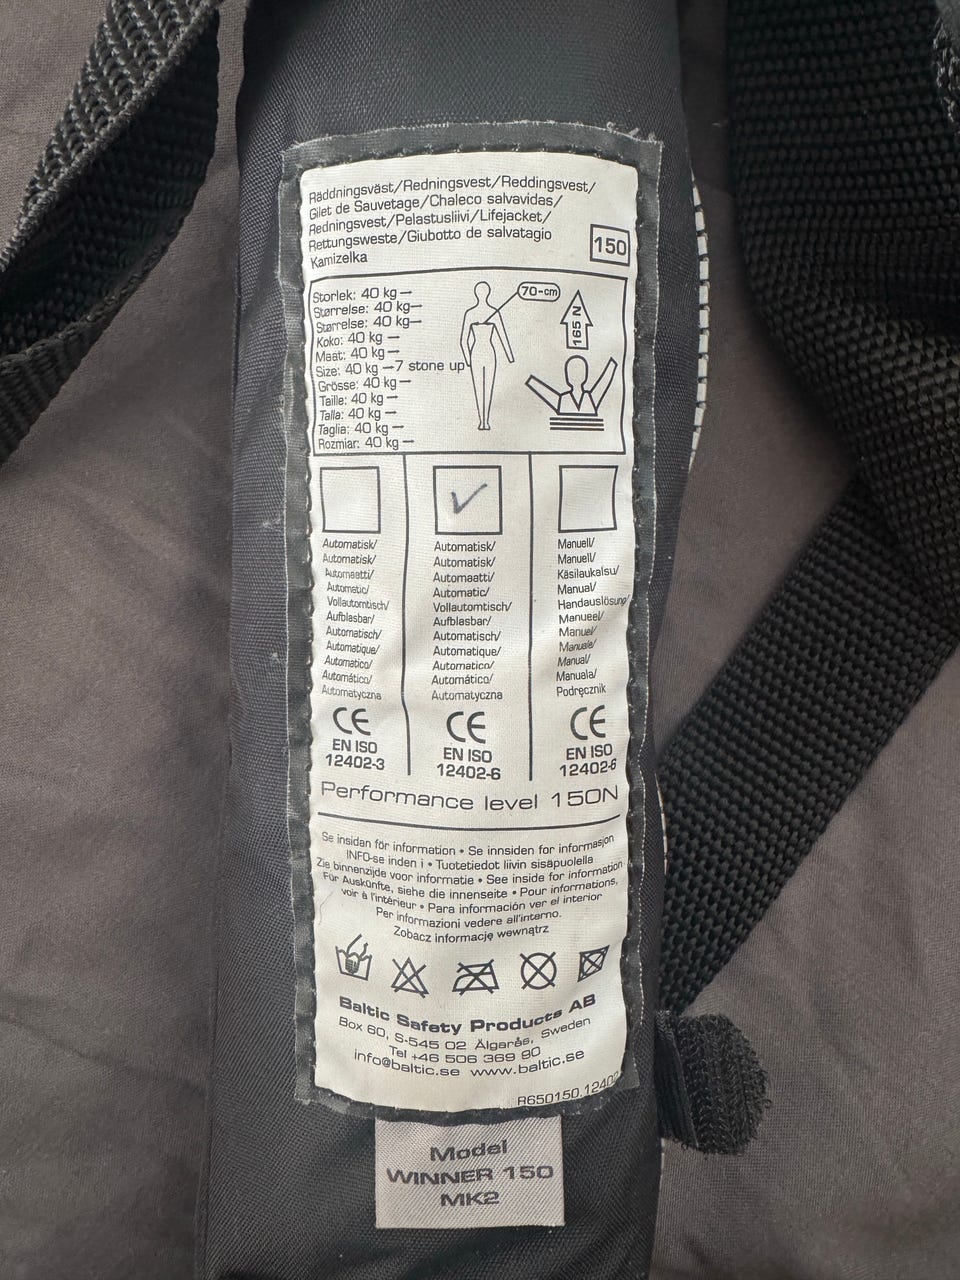 Räddningsväst/Redningsvest/Reddingsvest/
Gilet de Sauvetage/Chaleco salvavidas/
Redningsvest/Pelastusliivi/Lifejacket/
Rettungsweste/Giubotto de salvatagio
Kamizelka
150
Storlek: 40 kg –
Størrelse: 40 kg–
Størrelse: 40 kg–
Koko: 40 kg –
Maat: 40 kg –
Size: 40 kg –7 stone up
Grösse: 40 kg –
Taille: 40 kg –
Talla: 40 kg –
Taglia: 40 kg –
Rozmiar: 40 kg –
70-cm
165 N
Automatisk/
Automatisk/
Automaatti/
Automatic/
Vollautomtisch/
Aufblasbar/
Automatisch/
Automatique/
Automatico/
Automático/
Automatyczna
CE
EN ISO
12402-3
Automatisk/
Automatisk/
Automaatti/
Automatic/
Vollautomtisch/
Aufblasbar/
Automatisch/
Automatique/
Automatico/
Automático/
Automatyczna
CE
EN ISO
12402-6
Manuell/
Manuell/
Käsilaukalsu/
Manual/
Handauslösung/
Manueel/
Manuel/
Manuale/
Manual/
Manuala/
Podręcznik
CE
EN ISO
12402-6
Performance level 150N
Se insidan för information • Se innsiden for informasjon
INFO-se inden i • Tuotetiedot liivin sisäpuolella
Zie binnenzijde voor informatie • See inside for information
Für Auskünfte, siehe die innenseite • Pour informations,
voir à l'intérieur • Para información ver el interior
Per informazioni vedere all'interno.
Zobacz informację wewnątrz
Baltic Safety Products AB
Box 60, S-545 02 Älgarås, Sweden
Tel +46 506 369 90
info@baltic.se www.baltic.se
R650150.12402
Model
WINNER 150
MK2